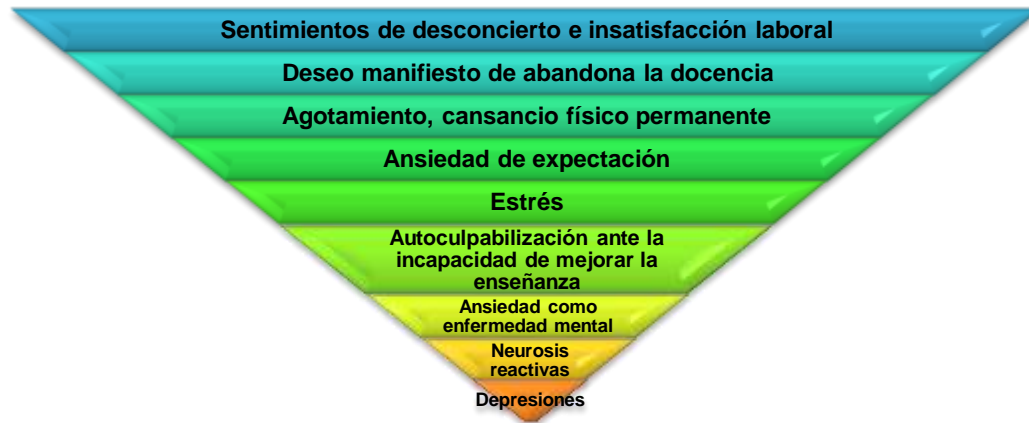 Sentimientos de desconcierto e insatisfacción laboral
Deseo manifiesto de abandona la docencia
Agotamiento, cansancio físico permanente
Ansiedad de expectación
Estrés
Autoculpabilización ante la
incapacidad de mejorar la
enseñanza
Ansiedad como
enfermedad mental
Neurosis
reactivas
Depresiones